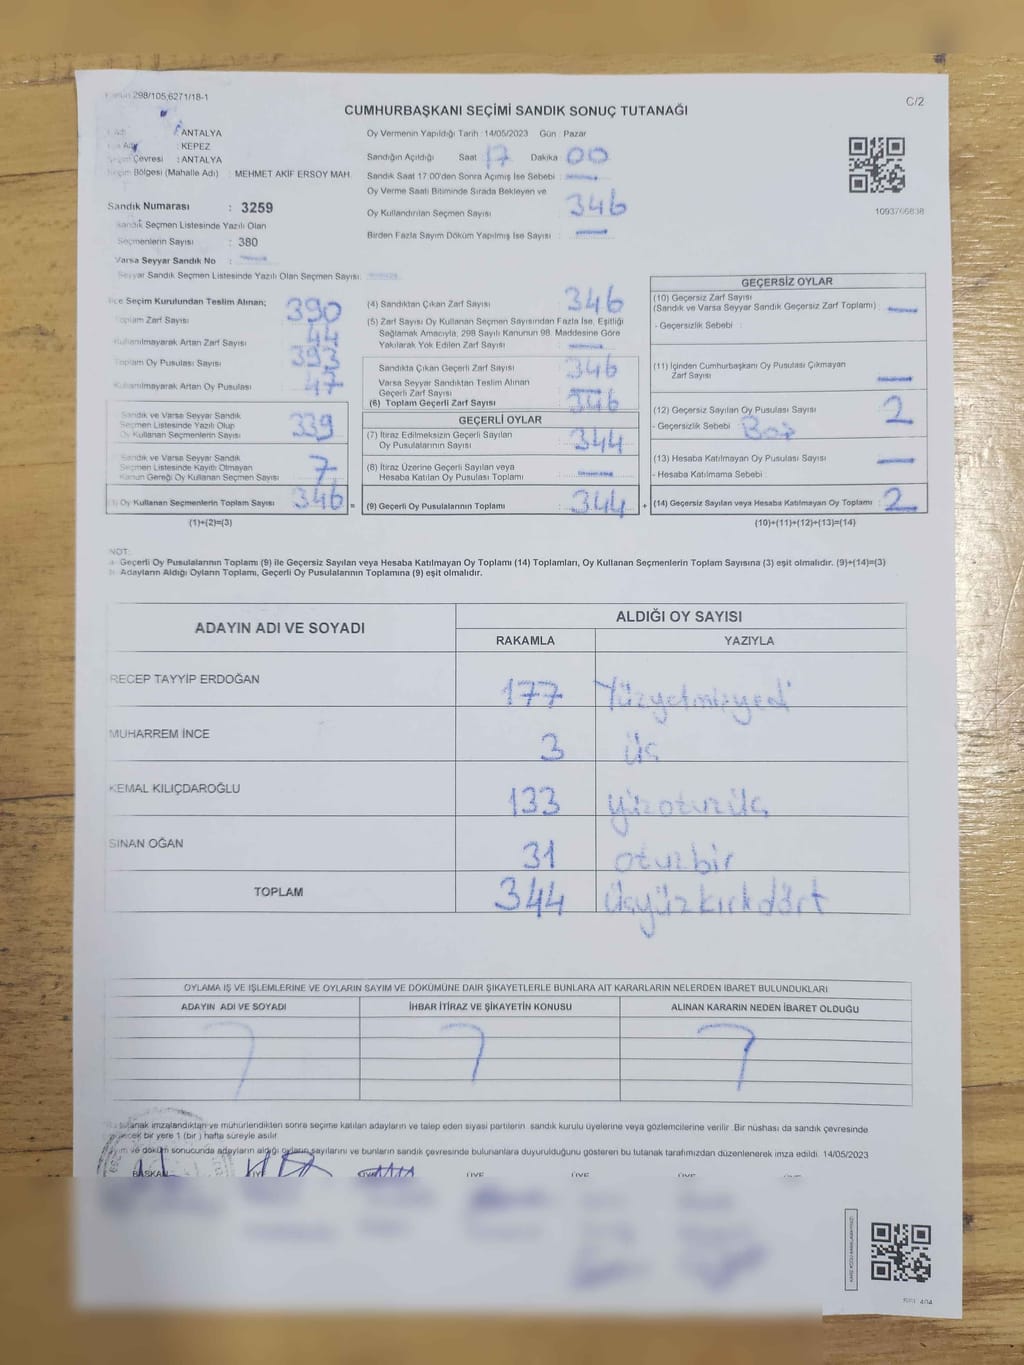 298/105,6271/18-1
C/2
CUMHURBAŞKANI SEÇİMİ SANDIK SONUÇ TUTANAĞI
: ANTALYA
: KEPEZ
Çevresi : ANTALYA
Bölgesi (Mahalle Adı) : MEHMET AKİF ERSOY MAH.
Sandık Numarası : 3259
Sandık Seçmen Listesinde Yazılı Olan
Seçmenlerin Sayısı : 380
Varsa Seyyar Sandık No :
Seyyar Sandık Seçmen Listesinde Yazılı Olan Seçmen Sayısı:
Oy Vermenin Yapıldığı Tarih :14/05/2023 Gün : Pazar
Sandığın Açıldığı Saat 17 Dakika 00
Sandık Saat 17.00'den Sonra Açılmış İse Sebebi :
Oy Verme Saati Bitiminde Sırada Bekleyen ve
Oy Kullandırılan Seçmen Sayısı : 346
Birden Fazla Sayım Döküm Yapılmış İse Sayısı :
İlçe Seçim Kurulundan Teslim Alınan;
Toplam Zarf Sayısı 390
Kullanılmayarak Artan Zarf Sayısı 44
Toplam Oy Pusulası Sayısı 393
Kullanılmayarak Artan Oy Pusulası 47
Sandık ve Varsa Seyyar Sandık
Seçmen Listesinde Yazılı Olup
Oy Kullanan Seçmenlerin Sayısı 339
Sandık ve Varsa Seyyar Sandık
Seçmen Listesinde Kayıtlı Olmayan
Kanun Gereği Oy Kullanan Seçmen Sayısı 7
(3) Oy Kullanan Seçmenlerin Toplam Sayısı 346 =
(1)+(2)=(3)
(4) Sandıktan Çıkan Zarf Sayısı 346
(5) Zarf Sayısı Oy Kullanan Seçmen Sayısından Fazla İse, Eşitliği
Sağlamak Amacıyla, 298 Sayılı Kanunun 98. Maddesine Göre
Yakılarak Yok Edilen Zarf Sayısı :
Sandıkta Çıkan Geçerli Zarf Sayısı 346
Varsa Seyyar Sandıktan Teslim Alınan
Geçerli Zarf Sayısı
(6) Toplam Geçerli Zarf Sayısı : 346
GEÇERLİ OYLAR
(7) İtiraz Edilmeksizin Geçerli Sayılan
Oy Pusulalarının Sayısı : 344
(8) İtiraz Üzerine Geçerli Sayılan veya
Hesaba Katılan Oy Pusulası Toplamı :
(9) Geçerli Oy Pusulalarının Toplamı : 344 +
GEÇERSİZ OYLAR
(10) Geçersiz Zarf Sayısı
(Sandık ve Varsa Seyyar Sandık Geçersiz Zarf Toplamı) :
- Geçersizlik Sebebi :
(11) İçinden Cumhurbaşkanı Oy Pusulası Çıkmayan
Zarf Sayısı
(12) Geçersiz Sayılan Oy Pusulası Sayısı : 2
- Geçersizlik Sebebi : Boş
(13) Hesaba Katılmayan Oy Pusulası Sayısı :
- Hesaba Katılmama Sebebi :
(14) Geçersiz Sayılan veya Hesaba Katılmayan Oy Toplamı : 2
(10)+(11)+(12)+(13)=(14)
NOT:
a- Geçerli Oy Pusulalarının Toplamı (9) ile Geçersiz Sayılan veya Hesaba Katılmayan Oy Toplamı (14) Toplamları, Oy Kullanan Seçmenlerin Toplam Sayısına (3) eşit olmalıdır. (9)+(14)=(3)
b- Adayların Aldığı Oyların Toplamı, Geçerli Oy Pusulalarının Toplamına (9) eşit olmalıdır.
ADAYIN ADI VE SOYADI ALDIĞI OY SAYISI
RAKAMLA YAZIYLA
RECEP TAYYİP ERDOĞAN 177 Yüzyetmişyedi
MUHARREM İNCE 3 üç
KEMAL KILIÇDAROĞLU 133 yüzotuzüç
SİNAN OĞAN 31 otuzbir
TOPLAM 344 üçyüzkırkdört
OYLAMA İŞ VE İŞLEMLERİNE VE OYLARIN SAYIM VE DÖKÜMÜNE DAİR ŞİKAYETLERLE BUNLARA AİT KARARLARIN NELERDEN İBARET BULUNDUKLARI
ADAYIN ADI VE SOYADI İHBAR İTİRAZ VE ŞİKAYETİN KONUSU ALINAN KARARIN NEDEN İBARET OLDUĞU
tutanak imzalandıktan ve mühürlendikten sonra seçime katılan adayların ve talep eden siyasi partilerin sandık kurulu üyelerine veya gözlemcilerine verilir. Bir nüshası da sandık çevresinde
bir yere 1 (bir) hafta süreyle asılır.
ve döküm sonucunda adayların aldığı oyların sayılarını ve bunların sandık çevresinde bulunanlara duyurulduğunu gösteren bu tutanak tarafımızdan düzenlenerek imza edildi. 14/05/2023
BAŞKAN ÜYE ÜYE ÜYE ÜYE ÜYE